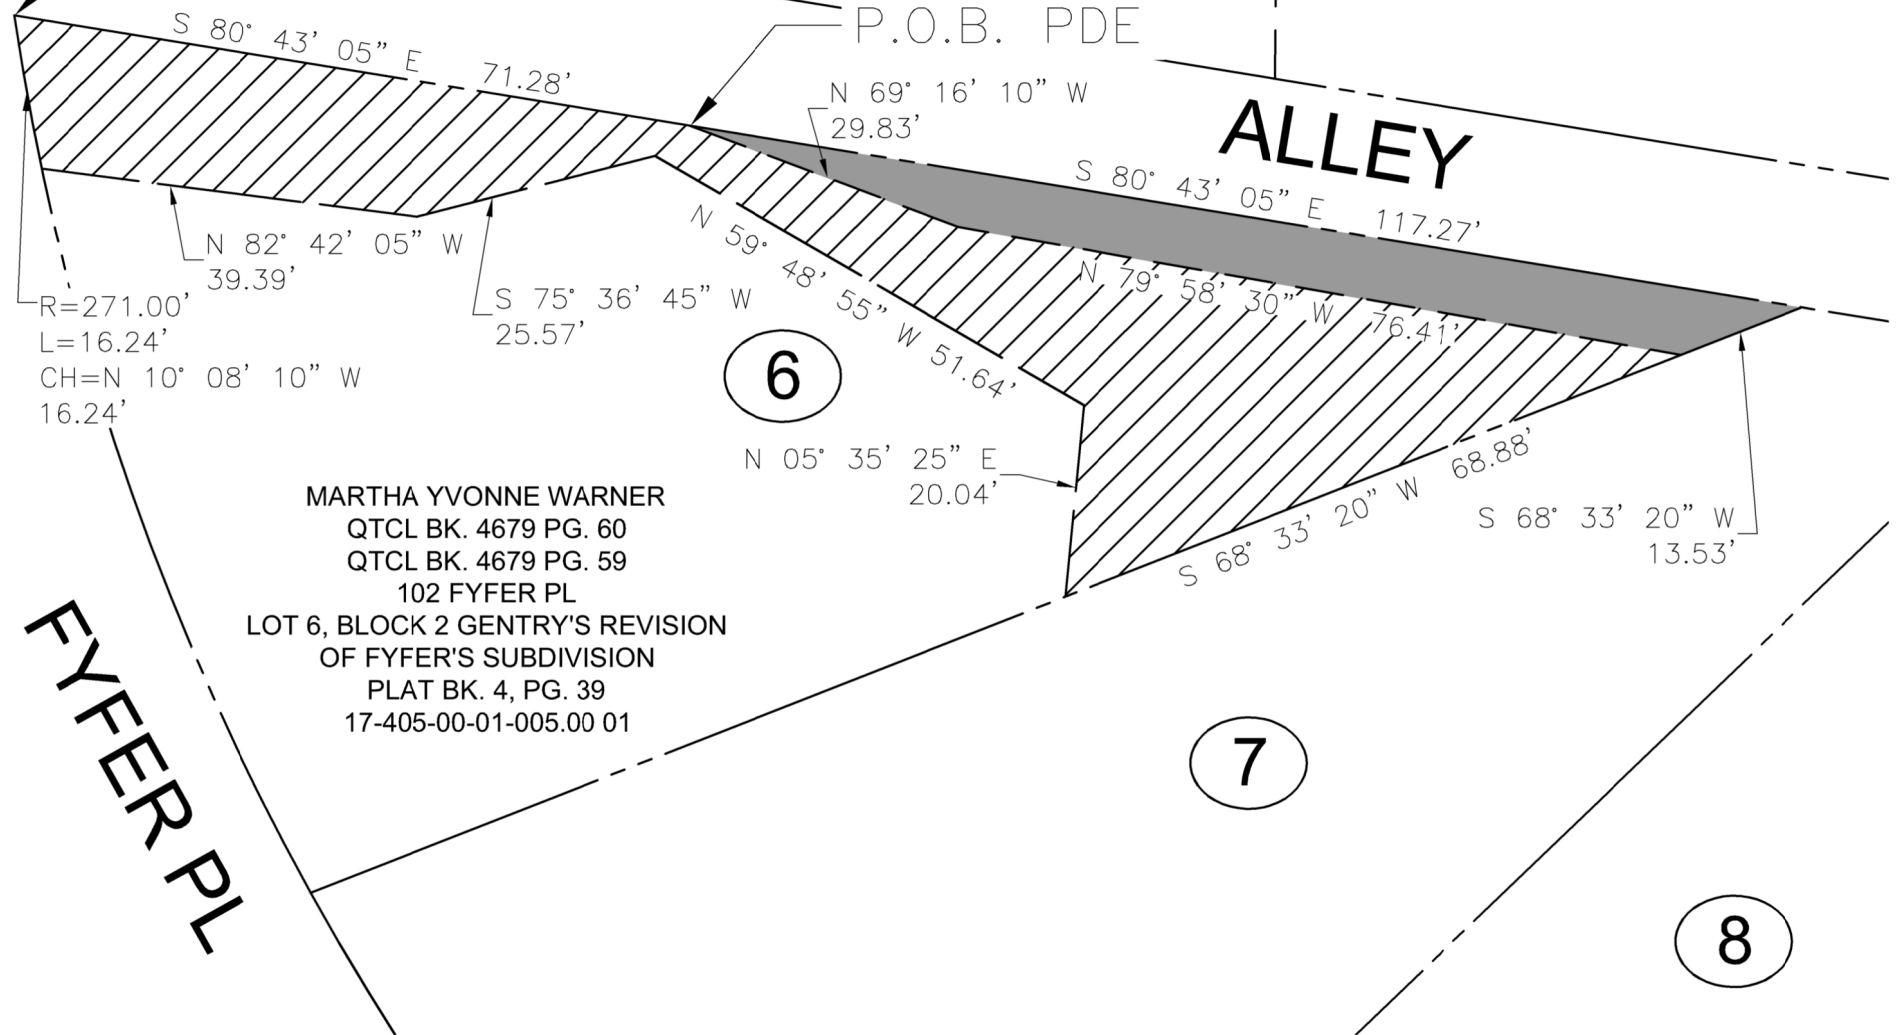 P.O.B. PDE
S 80° 43' 05" E 71.28'
N 69° 16' 10" W
29.83'
ALLEY
S 80° 43' 05" E 117.27'
N 82° 42' 05" W
39.39'
N 59° 48' 55" W 51.64'
N 79° 58' 30" W 76.41'
S 75° 36' 45" W
25.57'
R=271.00'
L=16.24'
CH=N 10° 08' 10" W
16.24'
6
N 05° 35' 25" E
20.04'
S 68° 33' 20" W 68.88'
S 68° 33' 20" W
13.53'
MARTHA YVONNE WARNER
QTCL BK. 4679 PG. 60
QTCL BK. 4679 PG. 59
102 FYFER PL
LOT 6, BLOCK 2 GENTRY'S REVISION
OF FYFER'S SUBDIVISION
PLAT BK. 4, PG. 39
17-405-00-01-005.00 01
FYFER PL
7
8